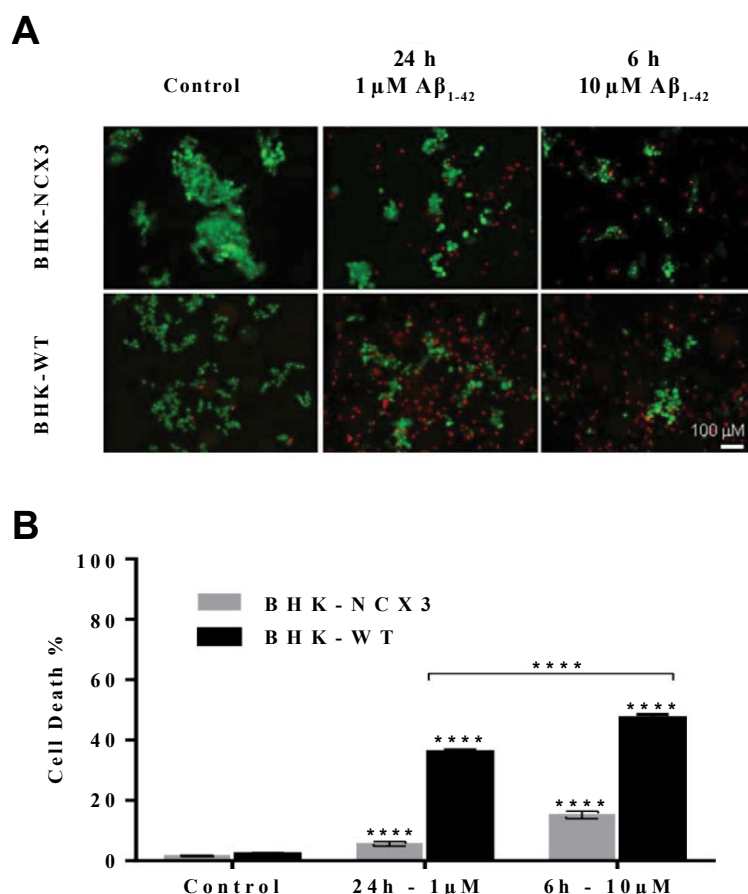 A
Control
24 h
1 μM Aβ1-42
6 h
10 μM Aβ1-42
BHK-NCX3
BHK-WT
100 μM
B
Cell Death %
100
80
60
40
20
0
BHK-NCX3
BHK-WT
****
****
****
****
****
Control
24h - 1μM
6h - 10μM